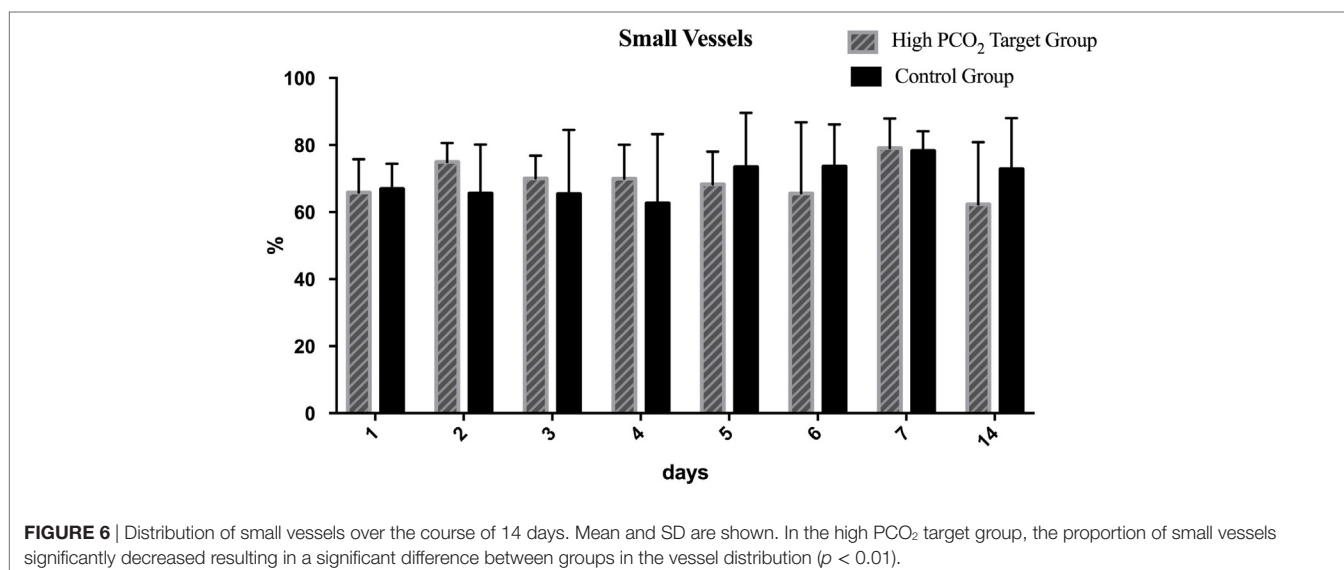 Small Vessels
High PCO₂ Target Group
Control Group
100
80
60
40
20
0
%
1 2 3 4 5 6 7 14
days
FIGURE 6 | Distribution of small vessels over the course of 14 days. Mean and SD are shown. In the high PCO₂ target group, the proportion of small vessels
significantly decreased resulting in a significant difference between groups in the vessel distribution (p < 0.01).